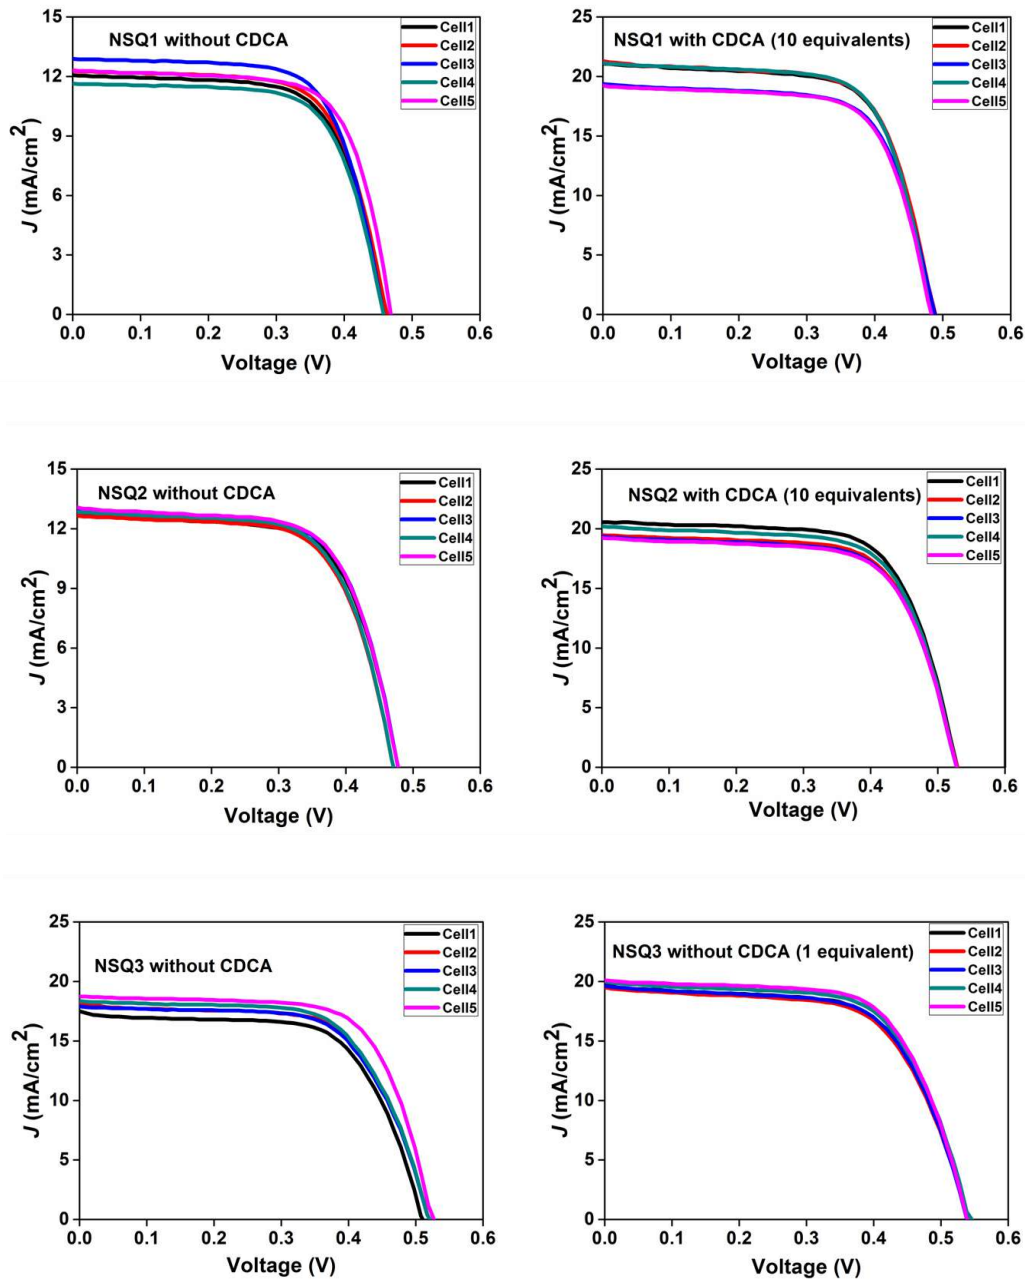 NSQ1 without CDCA
Cell1
Cell2
Cell3
Cell4
Cell5
15
12
9
6
3
0
J (mA/cm2)
0.0 0.1 0.2 0.3 0.4 0.5 0.6
Voltage (V)
NSQ1 with CDCA (10 equivalents)
Cell1
Cell2
Cell3
Cell4
Cell5
25
20
15
10
5
0
J (mA/cm2)
0.0 0.1 0.2 0.3 0.4 0.5 0.6
Voltage (V)
NSQ2 without CDCA
Cell1
Cell2
Cell3
Cell4
Cell5
15
12
9
6
3
0
J (mA/cm2)
0.0 0.1 0.2 0.3 0.4 0.5 0.6
Voltage (V)
NSQ2 with CDCA (10 equivalents)
Cell1
Cell2
Cell3
Cell4
Cell5
25
20
15
10
5
0
J (mA/cm2)
0.0 0.1 0.2 0.3 0.4 0.5 0.6
Voltage (V)
NSQ3 without CDCA
Cell1
Cell2
Cell3
Cell4
Cell5
25
20
15
10
5
0
J (mA/cm2)
0.0 0.1 0.2 0.3 0.4 0.5 0.6
Voltage (V)
NSQ3 without CDCA (1 equivalent)
Cell1
Cell2
Cell3
Cell4
Cell5
25
20
15
10
5
0
J (mA/cm2)
0.0 0.1 0.2 0.3 0.4 0.5 0.6
Voltage (V)